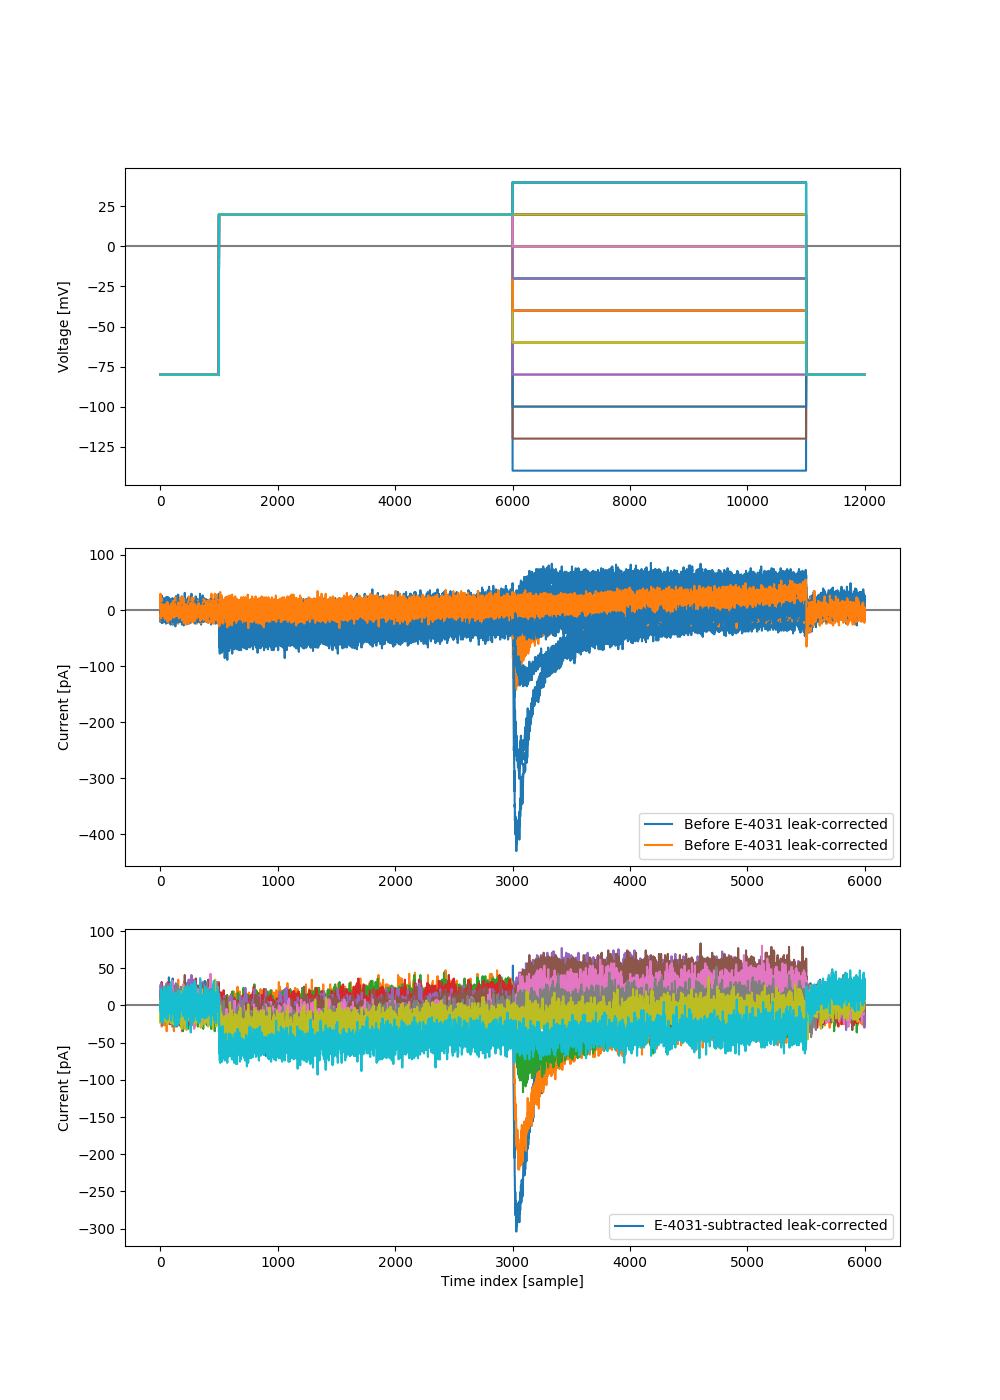 25
0
−25
−50
−75
−100
−125
Voltage [mV]
0 2000 4000 6000 8000 10000 12000
100
0
−100
−200
−300
−400
Current [pA]
Before E-4031 leak-corrected
Before E-4031 leak-corrected
0 1000 2000 3000 4000 5000 6000
100
50
0
−50
−100
−150
−200
−250
−300
Current [pA]
E-4031-subtracted leak-corrected
0 1000 2000 3000 4000 5000 6000
Time index [sample]